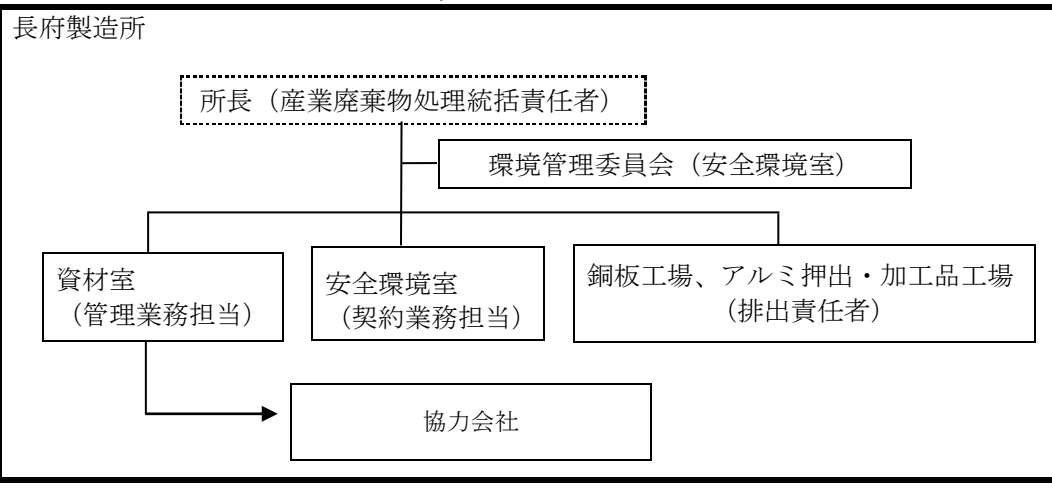 長府製造所
所長（産業廃棄物処理統括責任者）
環境管理委員会（安全環境室）
資材室
（管理業務担当）
安全環境室
（契約業務担当）
銅板工場、アルミ押出・加工品工場
（排出責任者）
協力会社